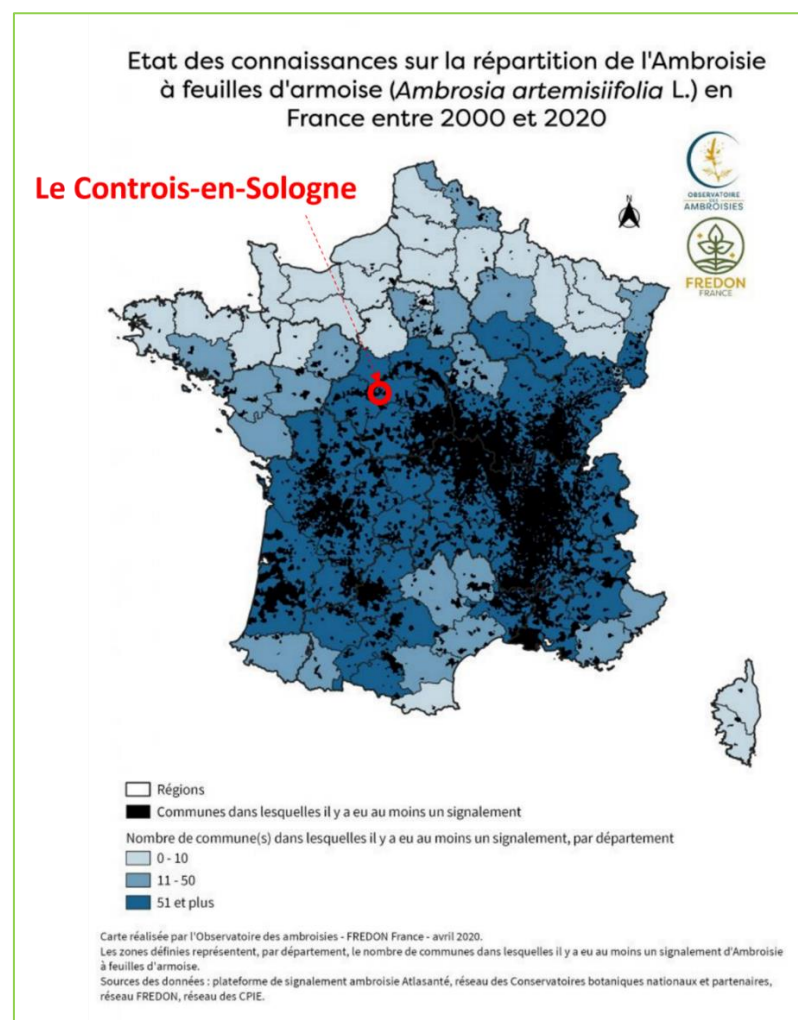 Etat des connaissances sur la répartition de l'Ambroisie
à feuilles d'armoise (Ambrosia artemisiifolia L.) en
France entre 2000 et 2020
Le Controis-en-Sologne
OBSERVATOIRE
DES
AMBROISIES
N
FREDON
FRANCE
Régions
Communes dans lesquelles il y a eu au moins un signalement
Nombre de commune(s) dans lesquelles il y a eu au moins un signalement, par département
0 - 10
11 - 50
51 et plus
Carte réalisée par l'Observatoire des ambroisies - FREDON France - avril 2020.
Les zones définies représentent, par département, le nombre de communes dans lesquelles il y a eu au moins un signalement d'Ambroisie
à feuilles d'armoise.
Sources des données : plateforme de signalement ambroisie Atlasanté, réseau des Conservatoires botaniques nationaux et partenaires,
réseau FREDON, réseau des CPIE.